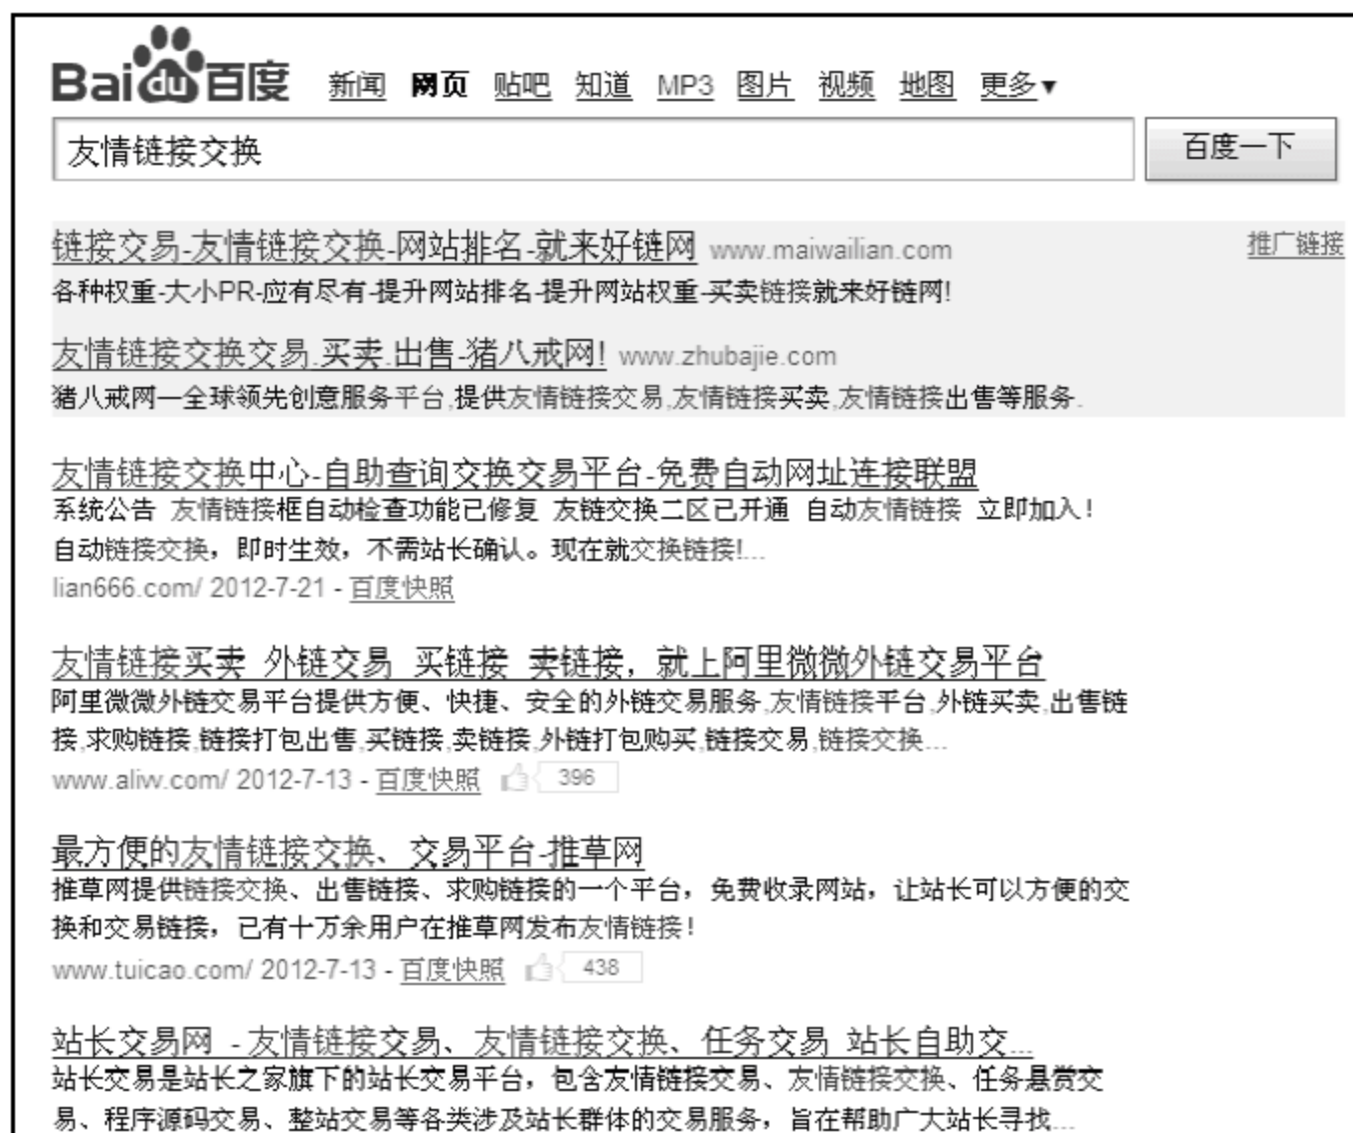 Bai du 百度 新闻 网页 贴吧 知道 MP3 图片 视频 地图 更多▼
友情链接交换 百度一下
链接交易-友情链接交换-网站排名-就来好链网 www.maiwailian.com 推广链接
各种权重-大小PR-应有尽有-提升网站排名-提升网站权重-买卖链接就来好链网!
友情链接交换交易.买卖.出售-猪八戒网! www.zhubajie.com
猪八戒网—全球领先创意服务平台,提供友情链接交易,友情链接买卖,友情链接出售等服务.
友情链接交换中心-自助查询交换交易平台-免费自动网址连接联盟
系统公告 友情链接框自动检查功能已修复 友链交换二区已开通 自动友情链接 立即加入!
自动链接交换，即时生效，不需站长确认。现在就交换链接!...
lian666.com/ 2012-7-21 - 百度快照
友情链接买卖 外链交易 买链接 卖链接，就上阿里微微外链交易平台
阿里微微外链交易平台提供方便、快捷、安全的外链交易服务,友情链接平台,外链买卖,出售链
接,求购链接,链接打包出售,买链接,卖链接,外链打包购买,链接交易,链接交换...
www.alivv.com/ 2012-7-13 - 百度快照 396
最方便的友情链接交换、交易平台-推草网
推草网提供链接交换、出售链接、求购链接的一个平台，免费收录网站，让站长可以方便的交
换和交易链接，已有十万余用户在推草网发布友情链接!
www.tuicao.com/ 2012-7-13 - 百度快照 438
站长交易网 - 友情链接交易、友情链接交换、任务交易 站长自助交...
站长交易是站长之家旗下的站长交易平台，包含友情链接交易、友情链接交换、任务悬赏交
易、程序源码交易、整站交易等各类涉及站长群体的交易服务，旨在帮助广大站长寻找...